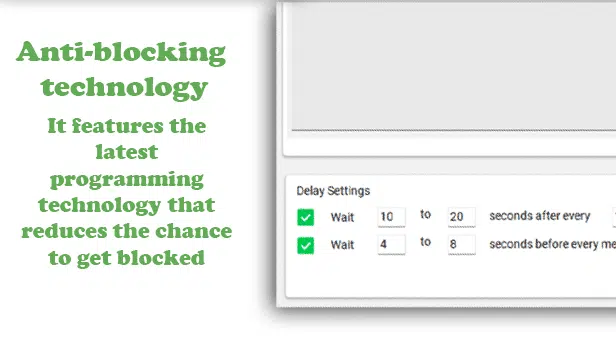 Anti-blocking
technology
It features the
latest
programming
technology that
reduces the chance
to get blocked
Delay Settings
Wait 10 to 20 seconds after every
Wait 4 to 8 seconds before every